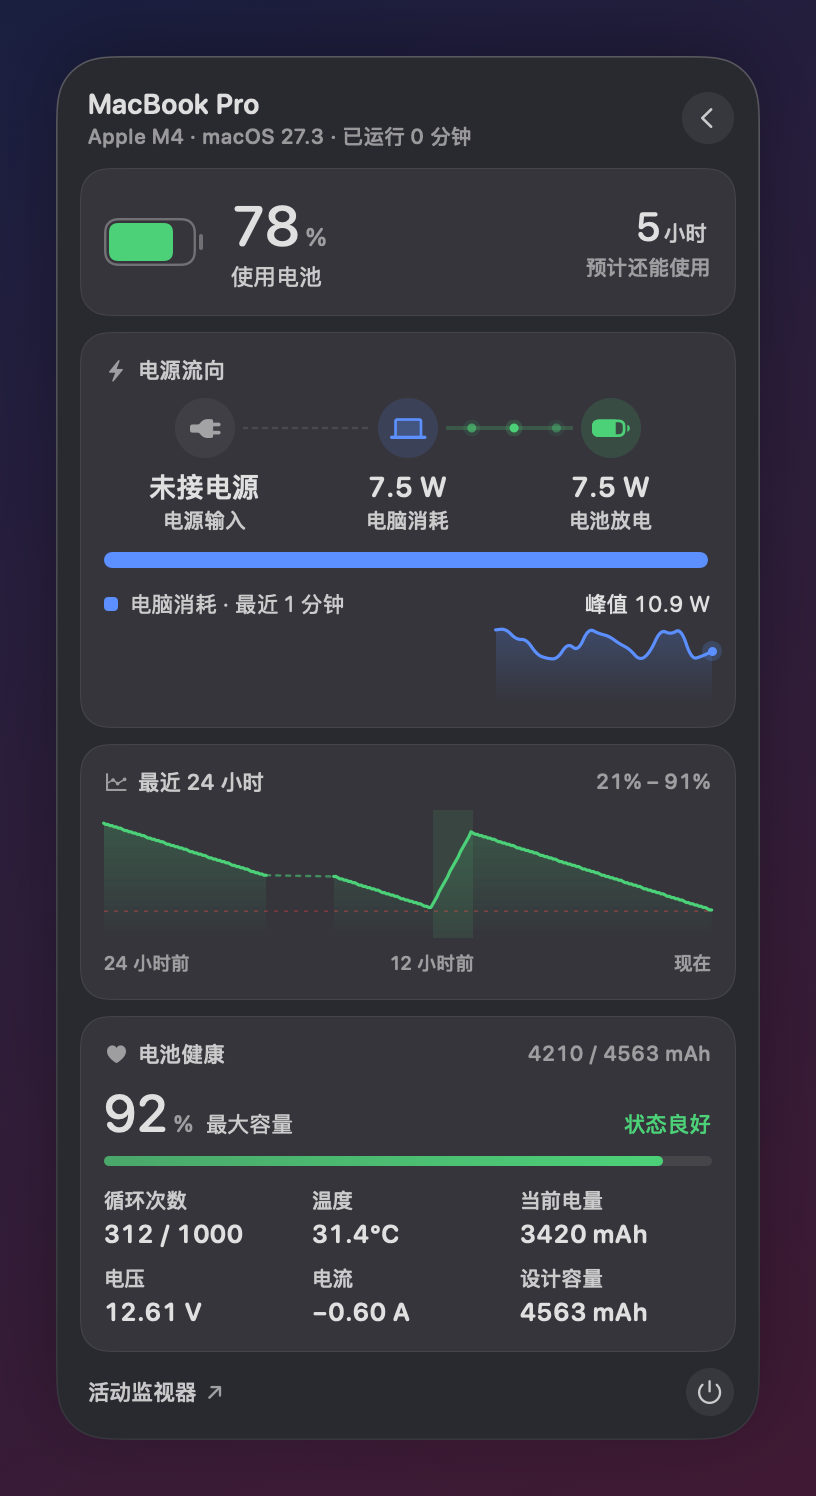 MacBook Pro
Apple M4 · macOS 27.3 · 已运行 0 分钟
78 %
使用电池
5 小时
预计还能使用
电源流向
未接电源
电源输入
7.5 W
电脑消耗
7.5 W
电池放电
电脑消耗 · 最近 1 分钟
峰值 10.9 W
最近 24 小时
21% – 91%
24 小时前
12 小时前
现在
电池健康
4210 / 4563 mAh
92 % 最大容量
状态良好
循环次数
312 / 1000
温度
31.4°C
当前电量
3420 mAh
电压
12.61 V
电流
−0.60 A
设计容量
4563 mAh
活动监视器 ↗